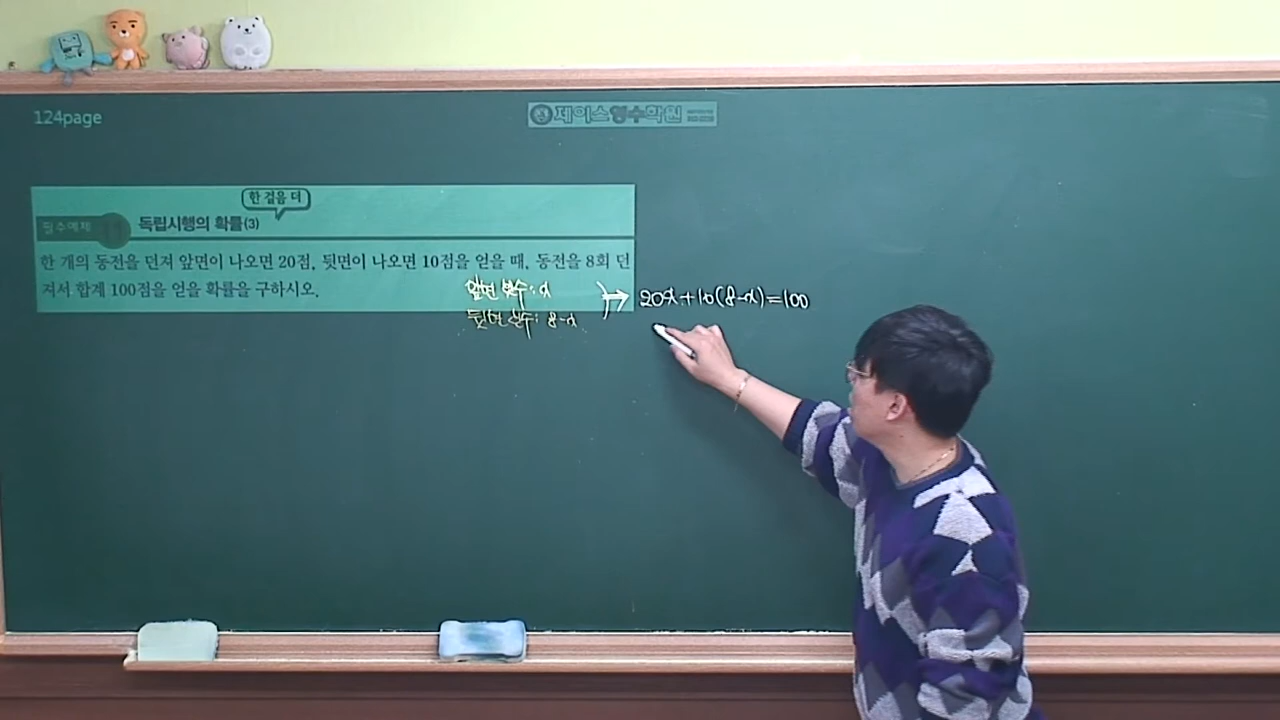 124page
제이스영수학원
한 걸음 더
필수예제 11 독립시행의 확률(3)
한 개의 동전을 던져 앞면이 나오면 20점, 뒷면이 나오면 10점을 얻을 때, 동전을 8회 던
져서 합계 100점을 얻을 확률을 구하시오.
앞면 횟수: x
뒷면 횟수: 8-x
20x+10(8-x)=100